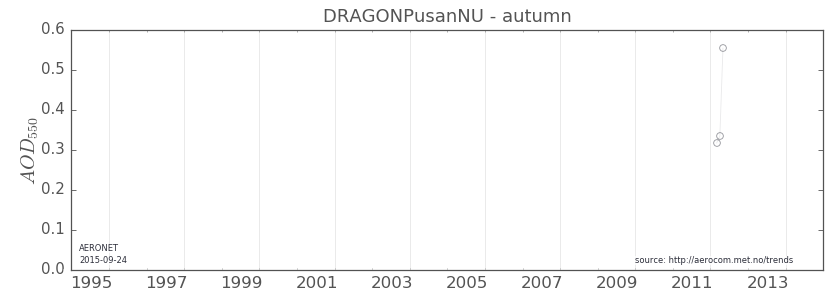 DRAGONPusanNU - autumn
0.6
0.5
0.4
0.3
0.2
0.1
0.0
AOD550
AERONET
2015-09-24
source: http://aerocom.met.no/trends
1995 1997 1999 2001 2003 2005 2007 2009 2011 2013